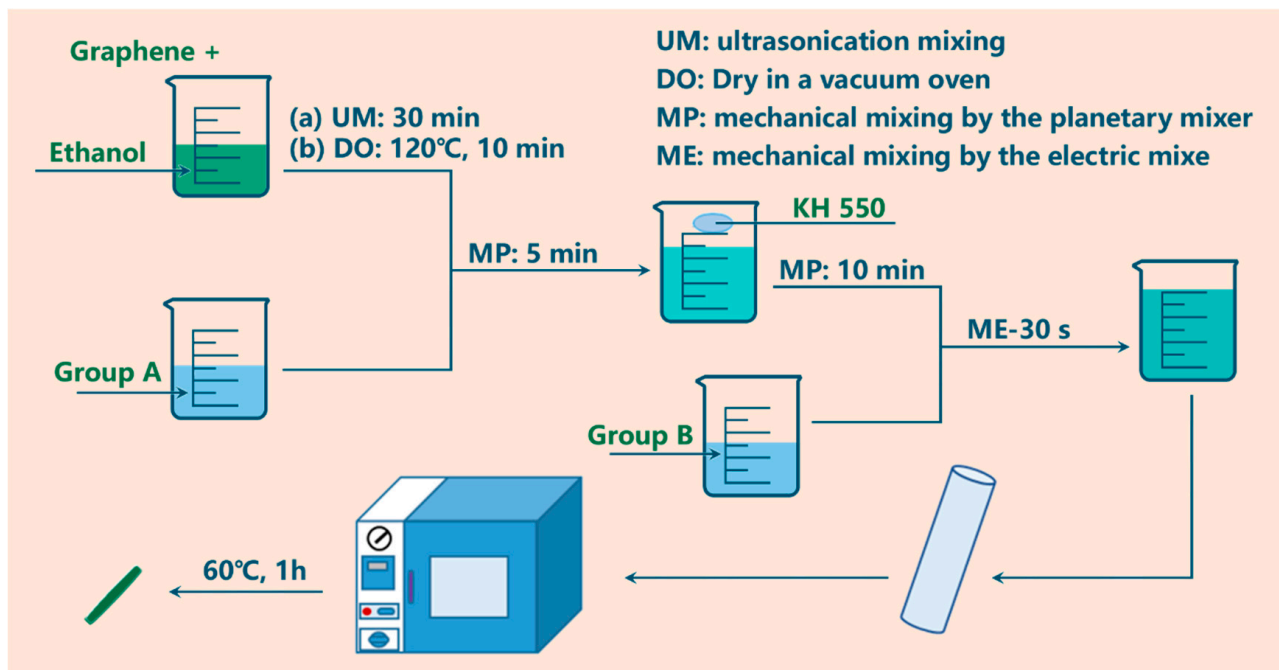 Graphene +
Ethanol
(a) UM: 30 min
(b) DO: 120℃, 10 min
UM: ultrasonication mixing
DO: Dry in a vacuum oven
MP: mechanical mixing by the planetary mixer
ME: mechanical mixing by the electric mixe
MP: 5 min
KH 550
MP: 10 min
Group A
ME-30 s
Group B
60℃, 1h